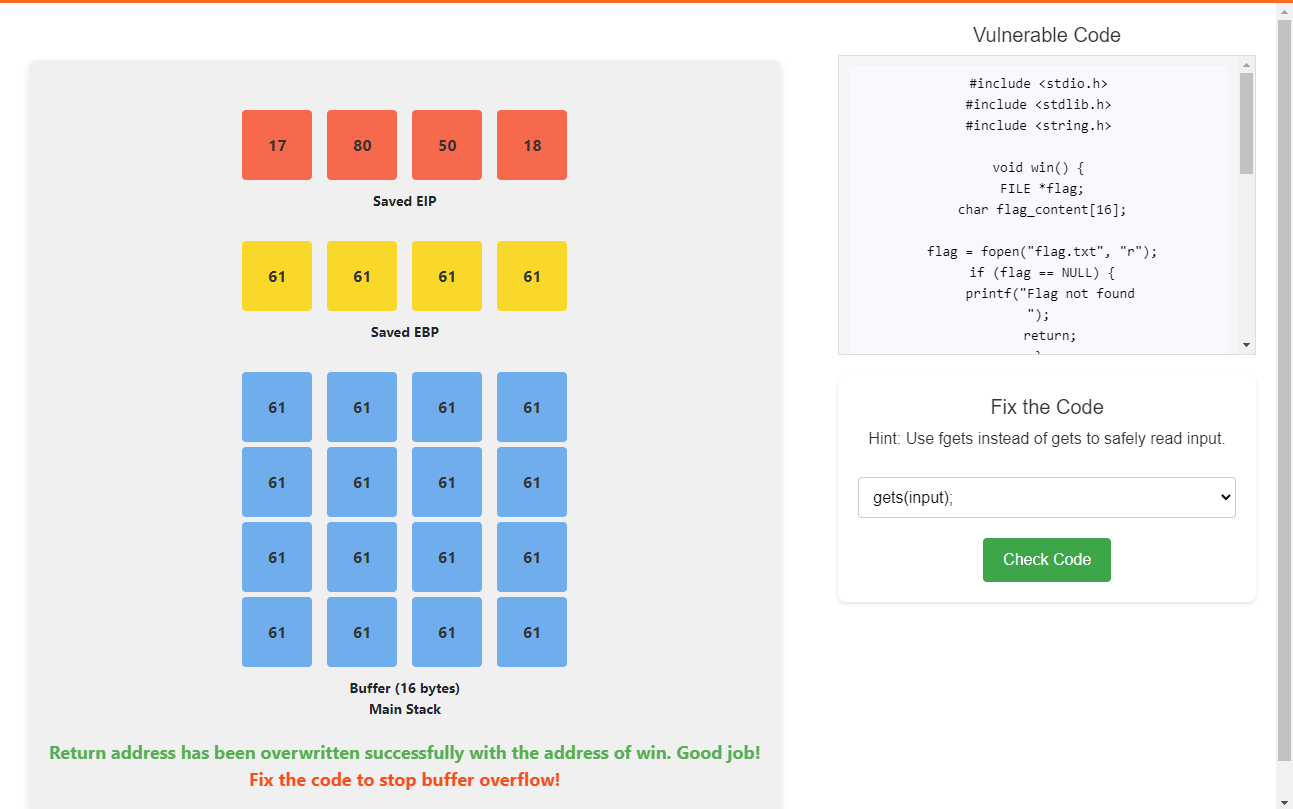 17 80 50 18
Saved EIP
61 61 61 61
Saved EBP
61 61 61 61
61 61 61 61
61 61 61 61
61 61 61 61
Buffer (16 bytes)
Main Stack
Return address has been overwritten successfully with the address of win. Good job!
Fix the code to stop buffer overflow!
Vulnerable Code
#include <stdio.h>
#include <stdlib.h>
#include <string.h>
void win() {
FILE *flag;
char flag_content[16];
flag = fopen("flag.txt", "r");
if (flag == NULL) {
printf("Flag not found
");
return;
}
Fix the Code
Hint: Use fgets instead of gets to safely read input.
gets(input);
Check Code